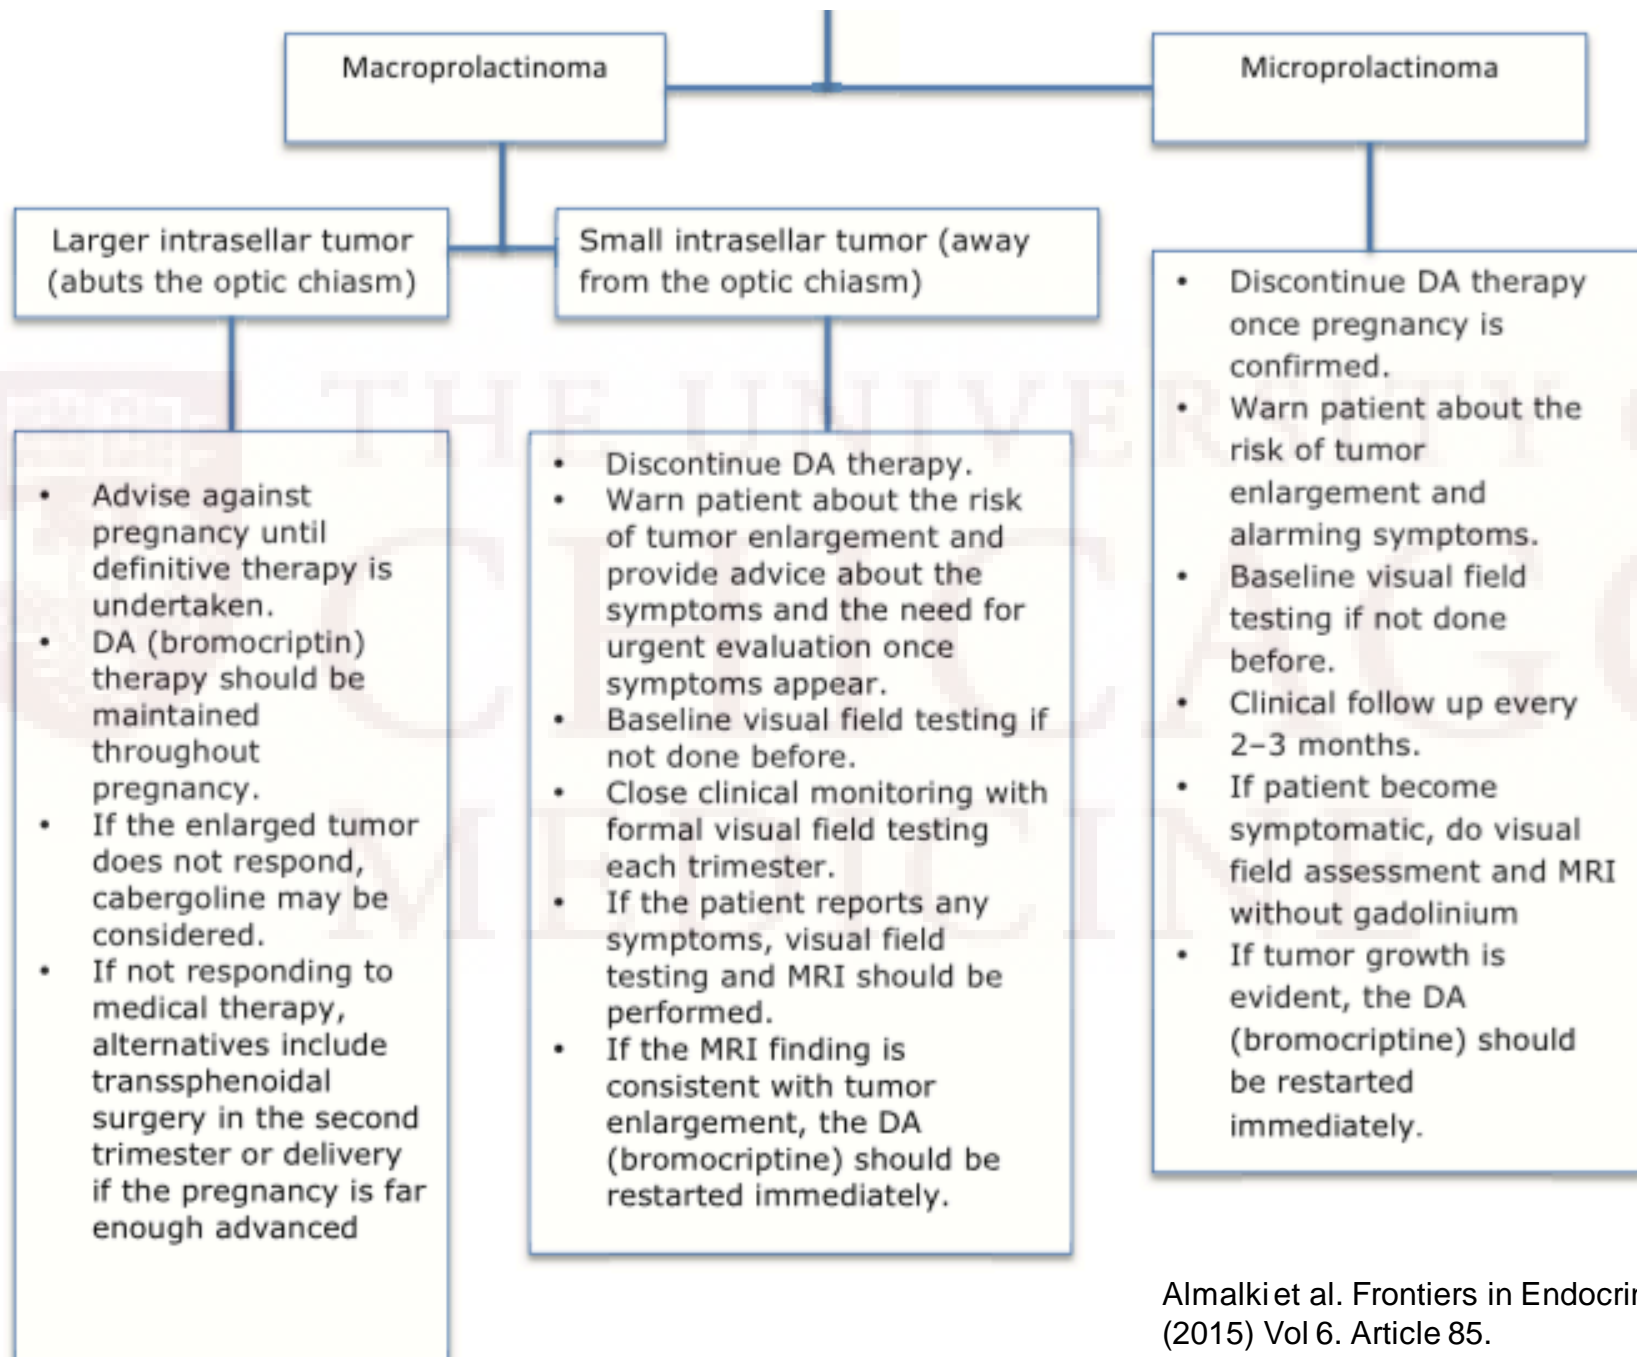 Macroprolactinoma
Microprolactinoma
Larger intrasellar tumor
(abuts the optic chiasm)
Small intrasellar tumor (away
from the optic chiasm)
• Advise against
pregnancy until
definitive therapy is
undertaken.
• DA (bromocriptin)
therapy should be
maintained
throughout
pregnancy.
• If the enlarged tumor
does not respond,
cabergoline may be
considered.
• If not responding to
medical therapy,
alternatives include
transsphenoidal
surgery in the second
trimester or delivery
if the pregnancy is far
enough advanced
• Discontinue DA therapy.
• Warn patient about the risk
of tumor enlargement and
provide advice about the
symptoms and the need for
urgent evaluation once
symptoms appear.
• Baseline visual field testing if
not done before.
• Close clinical monitoring with
formal visual field testing
each trimester.
• If the patient reports any
symptoms, visual field
testing and MRI should be
performed.
• If the MRI finding is
consistent with tumor
enlargement, the DA
(bromocriptine) should be
restarted immediately.
• Discontinue DA therapy
once pregnancy is
confirmed.
• Warn patient about the
risk of tumor
enlargement and
alarming symptoms.
• Baseline visual field
testing if not done
before.
• Clinical follow up every
2–3 months.
• If patient become
symptomatic, do visual
field assessment and MRI
without gadolinium
• If tumor growth is
evident, the DA
(bromocriptine) should
be restarted
immediately.
THE UNIVERSITY
CHICAGO
MEDICINE
Almalki et al. Frontiers in
(2015) Vol 6. Article 85.